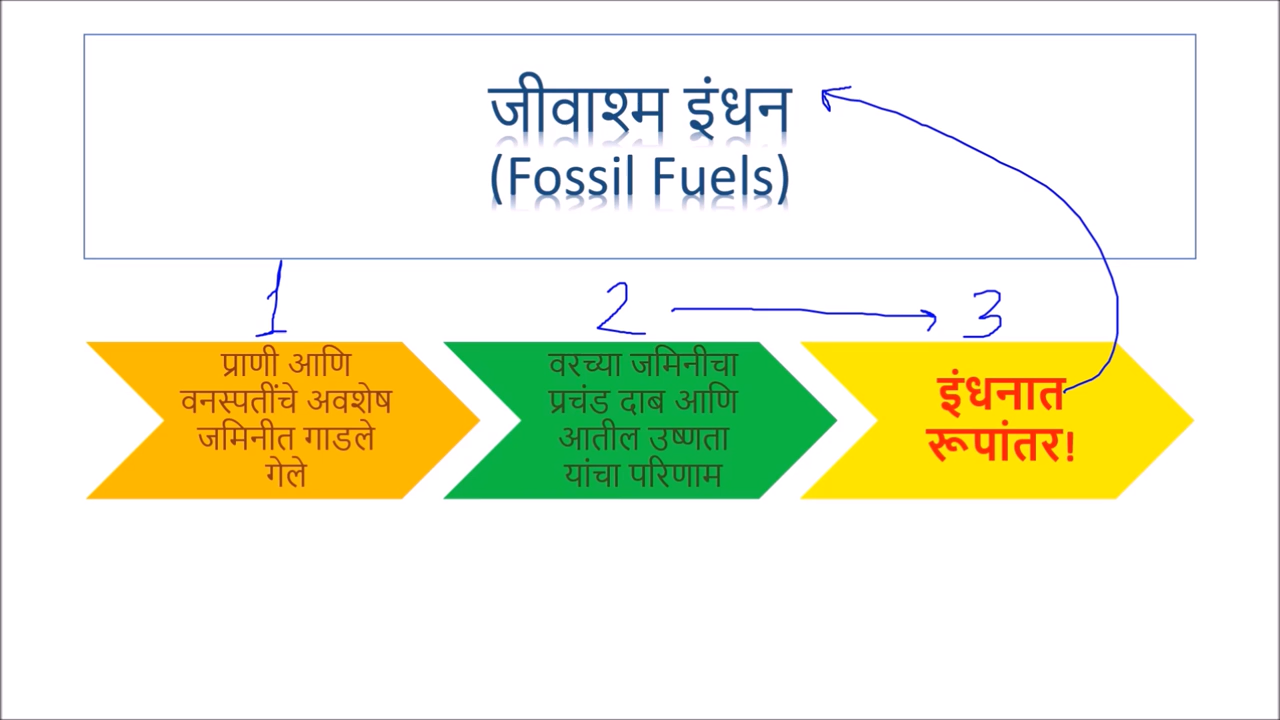 जीवाश्म इंधन
(Fossil Fuels)
1
2
3
प्राणी आणि
वनस्पतींचे अवशेष
जमिनीत गाडले
गेले
वरच्या जमिनीचा
प्रचंड दाब आणि
आतील उष्णता
यांचा परिणाम
इंधनात
रूपांतर!